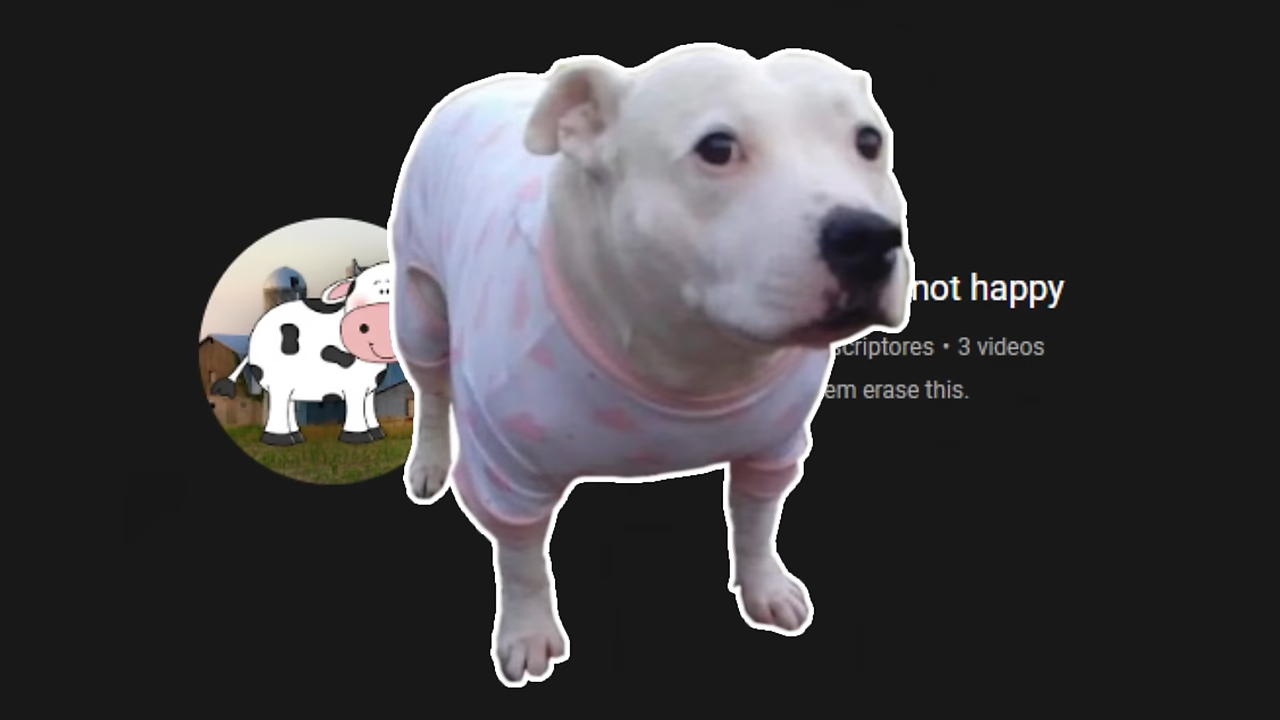 not happy
scriptores • 3 videos
em erase this.